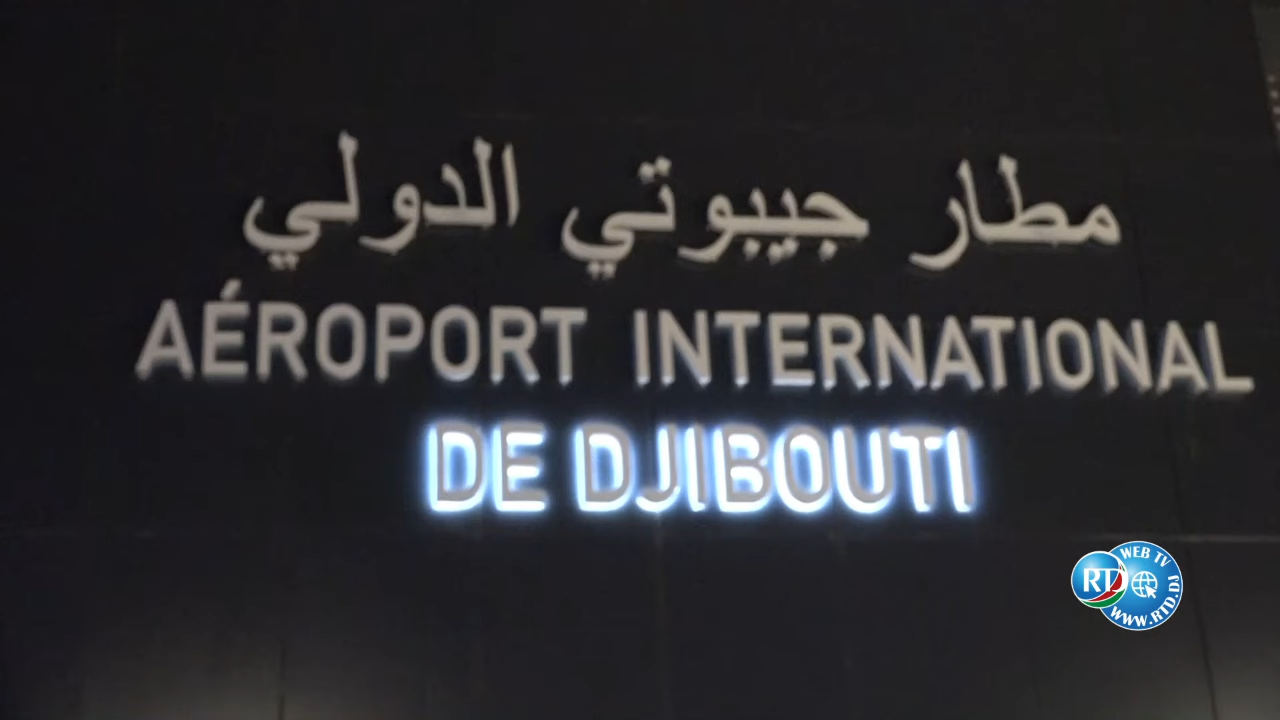 مطار جيبوتي الدولي
AÉROPORT INTERNATIONAL
DE DJIBOUTI
RTD
WEB TV
WWW.RTD.DJ